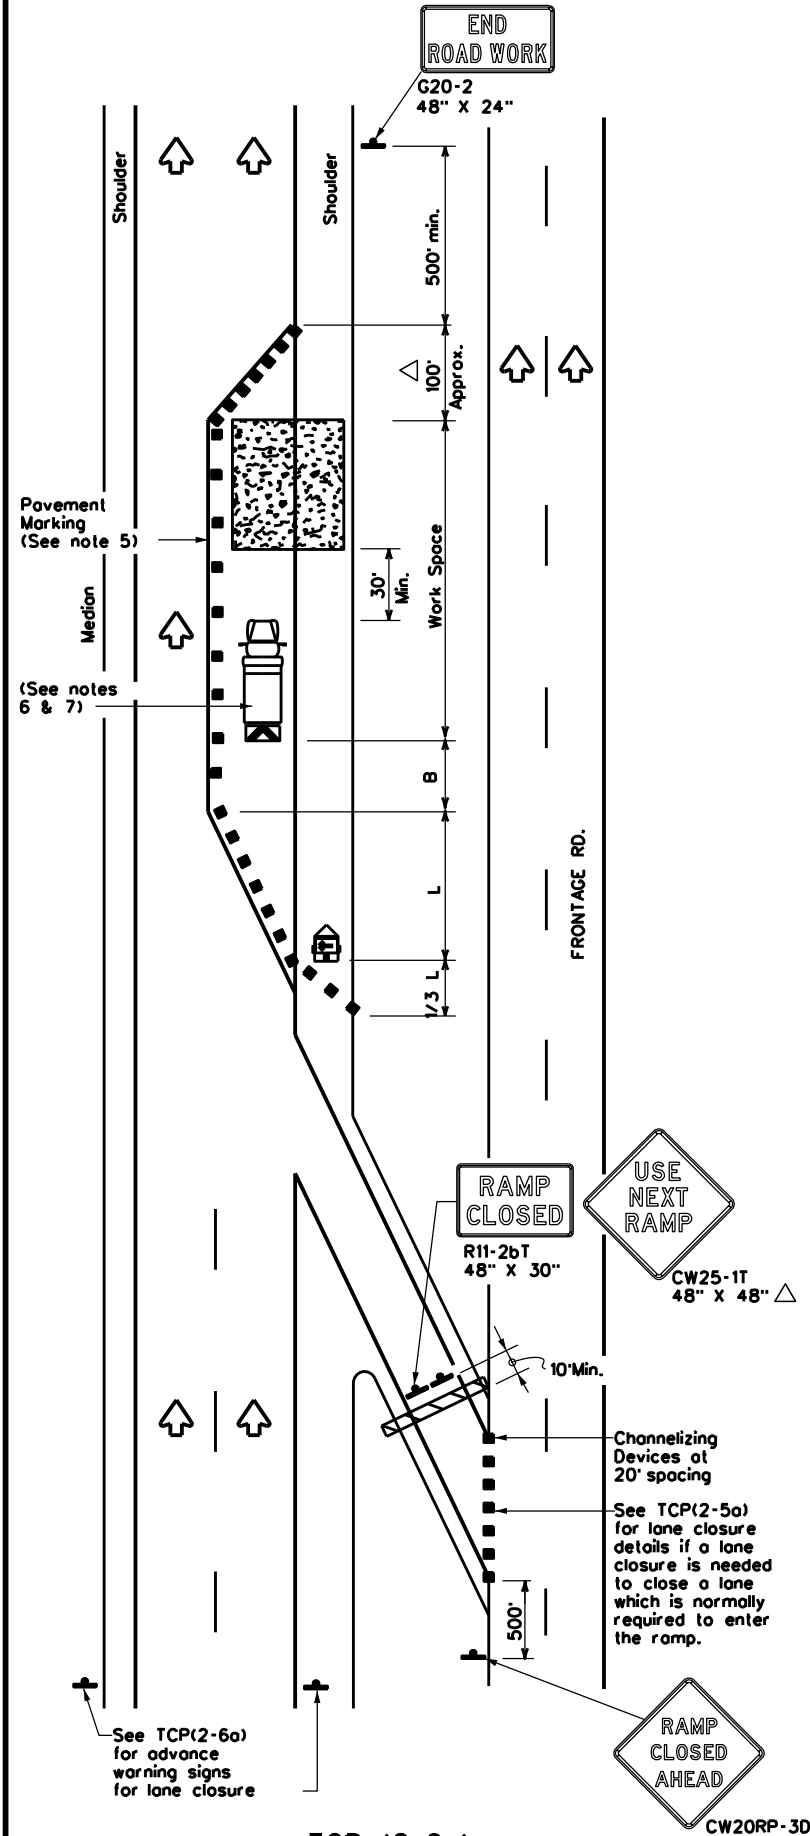 END
ROAD WORK
G20-2
48" X 24"
Shoulder
Shoulder
500' min.
100'
Approx.
Pavement
Marking
(See note 5)
Work Space
30'
Min.
Median
(See notes
6 & 7)
B
L
FRONTAGE RD.
1/3 L
RAMP
CLOSED
R11-2bT
48" X 30"
USE
NEXT
RAMP
CW25-1T
48" X 48"
10'Min.
Channelizing
Devices at
20' spacing
See TCP(2-5a)
for lane closure
details if a lane
closure is needed
to close a lane
which is normally
required to enter
the ramp.
500'
See TCP(2-6a)
for advance
warning signs
for lane closure
RAMP
CLOSED
AHEAD
CW20RP-3D